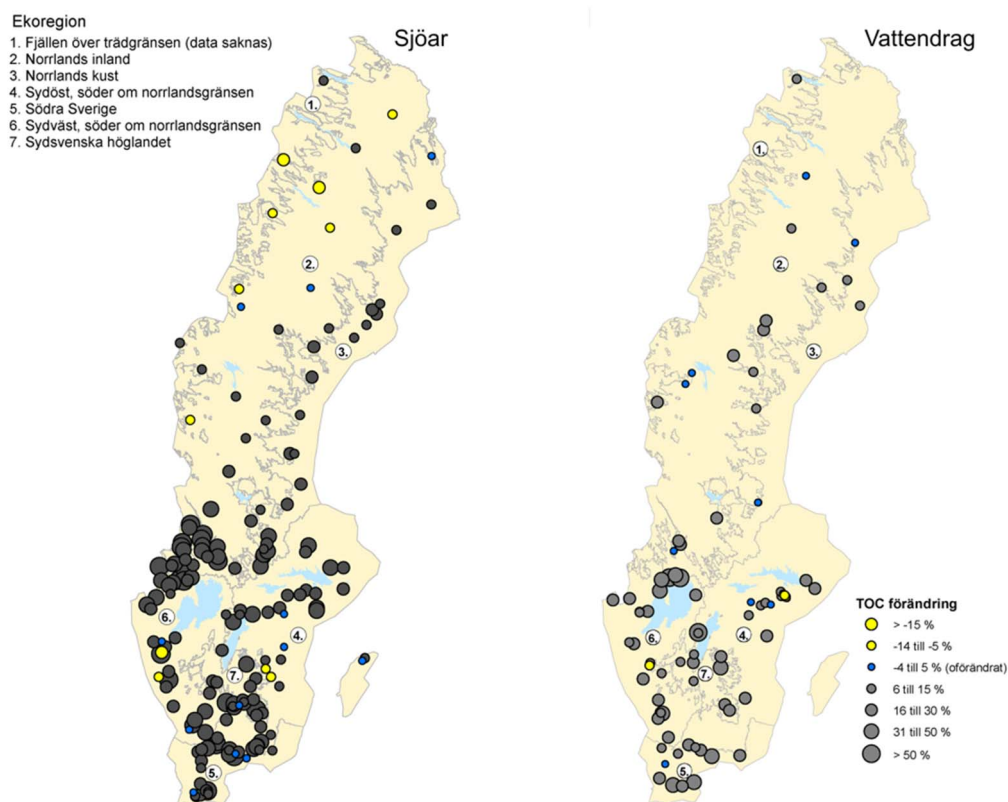 Ekoregion
1. Fjällen över trädgränsen (data saknas)
2. Norrlands inland
3. Norrlands kust
4. Sydöst, söder om norrlandsgränsen
5. Södra Sverige
6. Sydväst, söder om norrlandsgränsen
7. Sydsvenska höglandet
Sjöar
1.
2.
3.
6.
4.
7.
5.
Vattendrag
1.
2.
3.
6.
4.
7.
5.
TOC förändring
> -15 %
-14 till -5 %
-4 till 5 % (oförändrat)
6 till 15 %
16 till 30 %
31 till 50 %
> 50 %